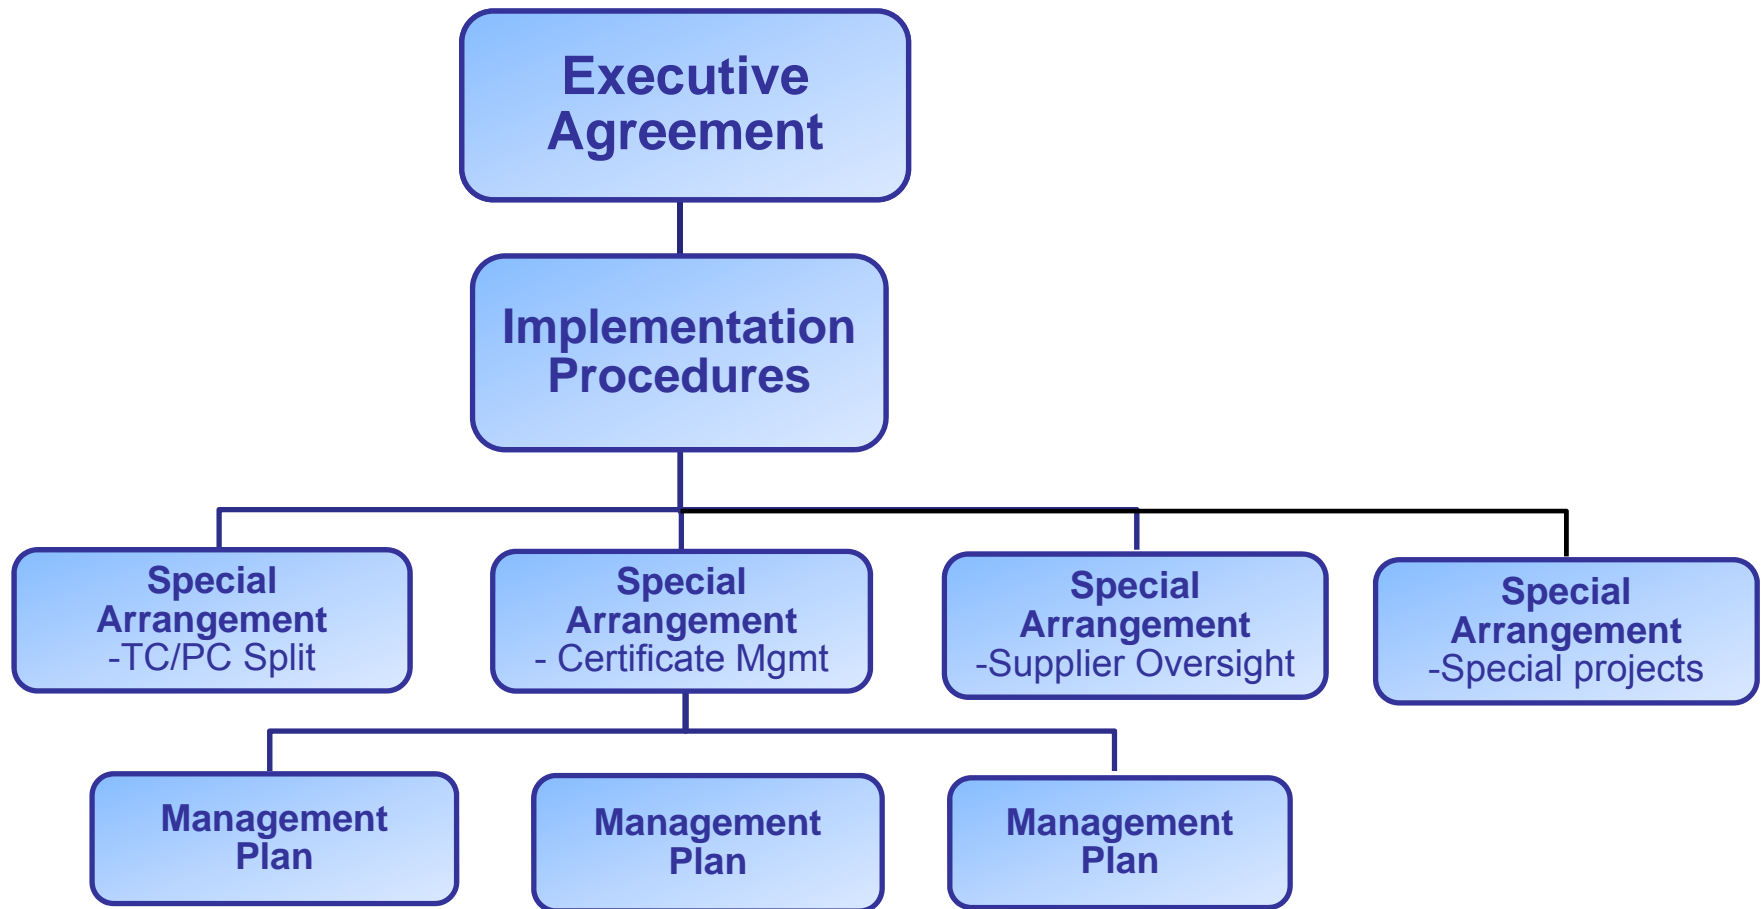 Executive
Agreement
Implementation
Procedures
Special
Arrangement
-TC/PC Split
Special
Arrangement
- Certificate Mgmt
Special
Arrangement
-Supplier Oversight
Special
Arrangement
-Special projects
Management
Plan
Management
Plan
Management
Plan